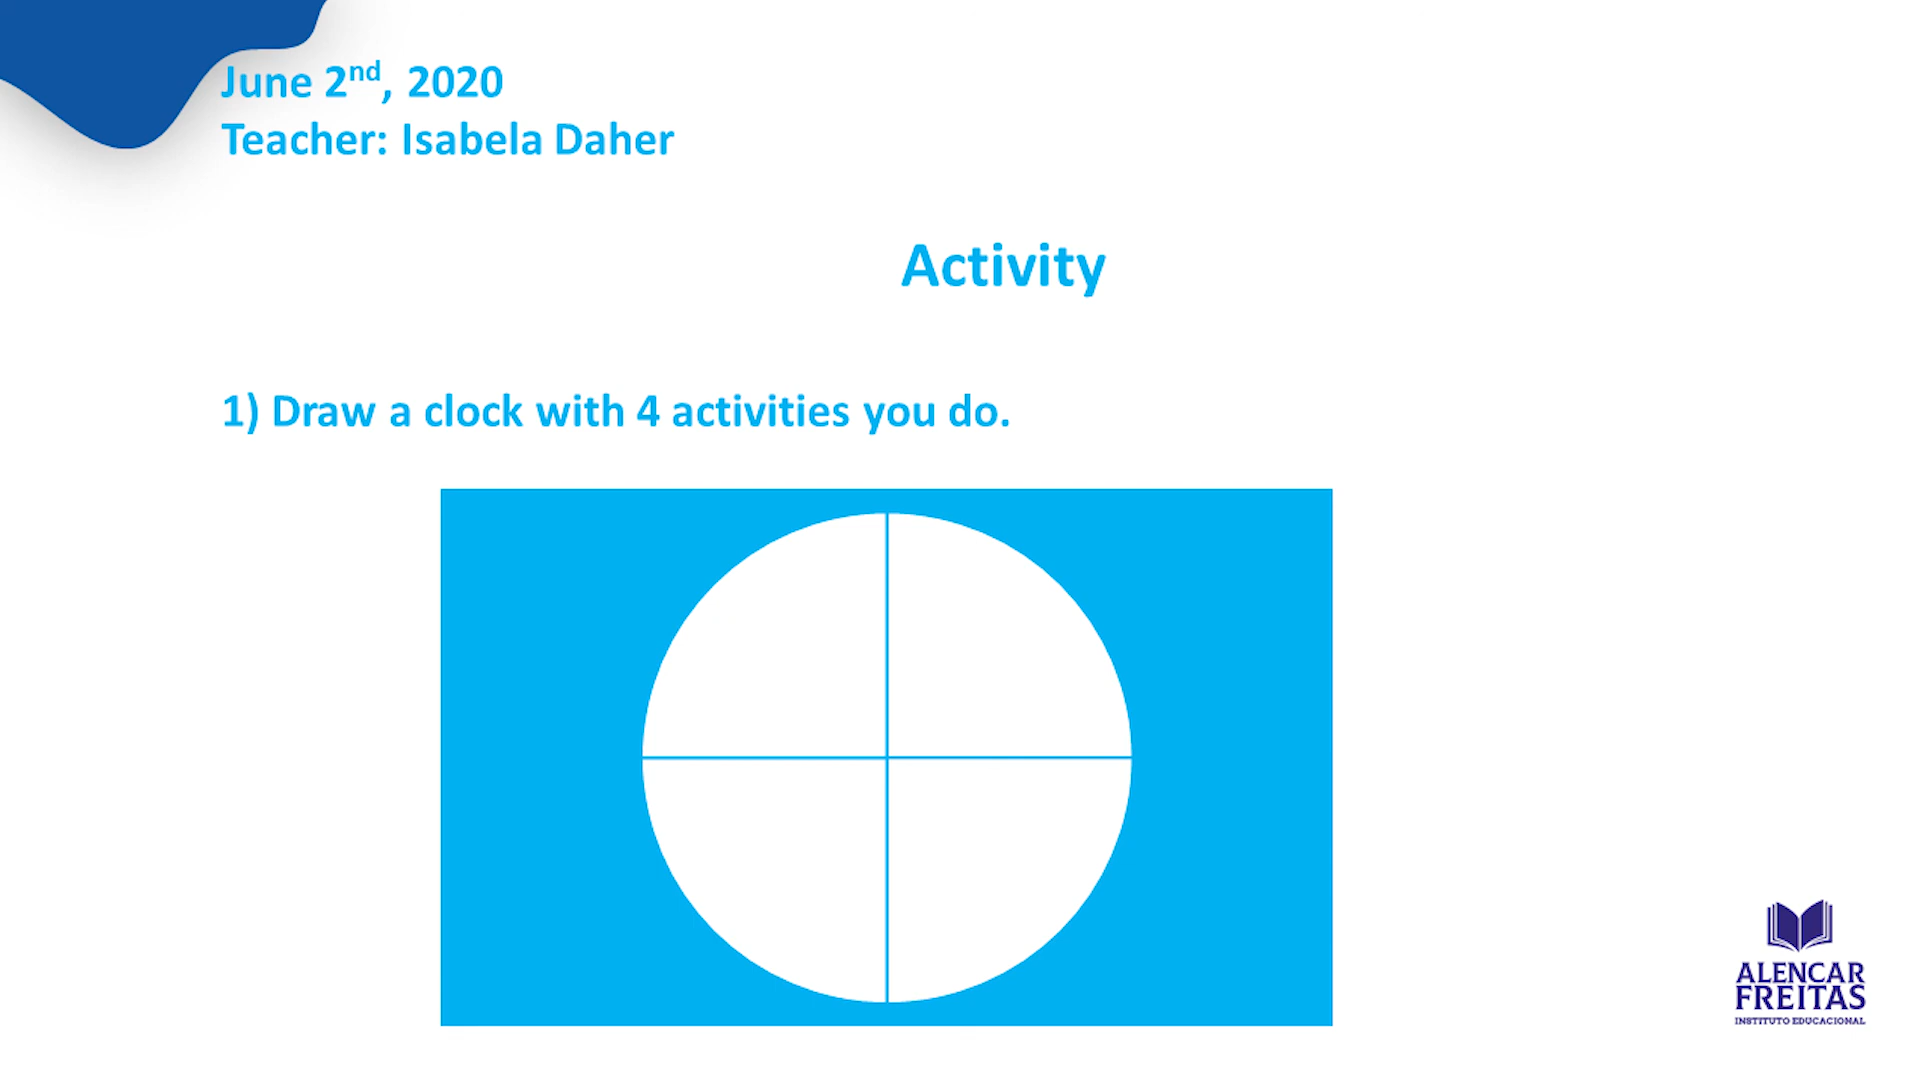 June 2nd, 2020
Teacher: Isabela Daher
Activity
1) Draw a clock with 4 activities you do.
ALENCAR
FREITAS
INSTITUTO EDUCACIONAL